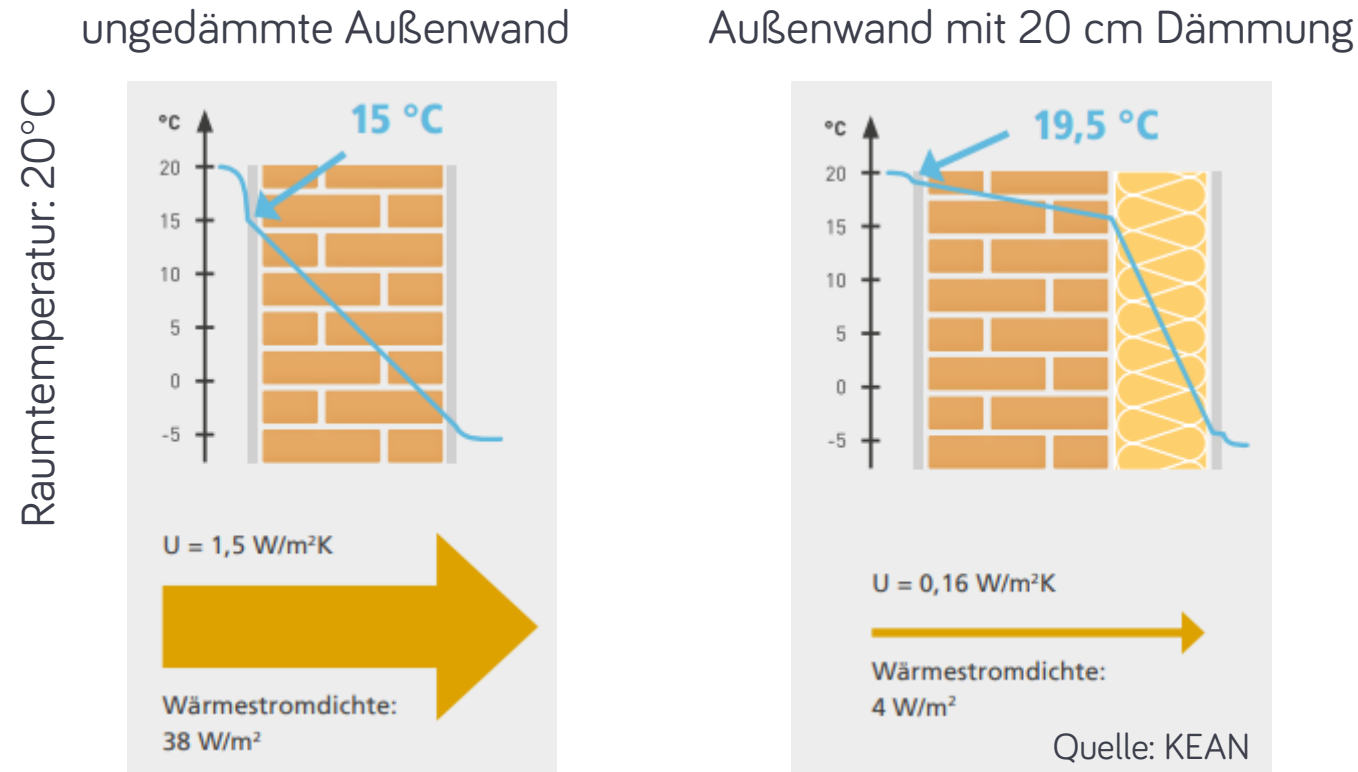 ungedämmte Außenwand
Außenwand mit 20 cm Dämmung
Raumtemperatur: 20°C
°C
15 °C
20
15
10
5
0
-5
U = 1,5 W/m²K
Wärmestromdichte:
38 W/m²
°C
19,5 °C
20
15
10
5
0
-5
U = 0,16 W/m²K
Wärmestromdichte:
4 W/m²
Quelle: KEAN